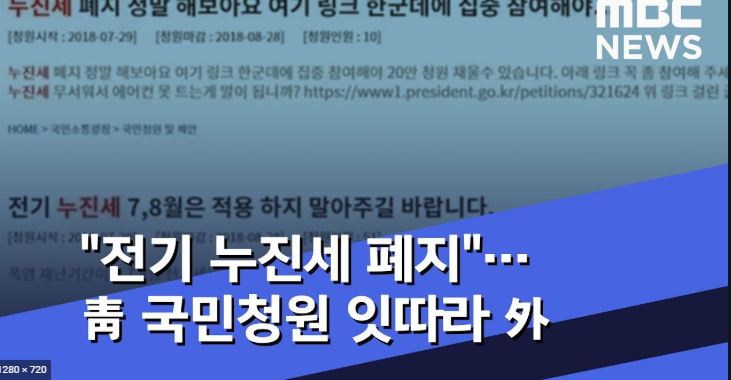 누진세 폐지 정말 해보아요 여기 링크 한군데에 집중 참여해야
mbc
NEWS
[청원시작 : 2018-07-29] [청원마감 : 2018-08-28] [청원인원 : 10]
누진세 폐지 정말 해보아요 여기 링크 한군데에 집중 참여해야 20만 청원 채울수 있습니다. 아래 링크 꼭 좀 참여해 주세
누진세 무서워서 에어컨 못 트는게 말이 됩니까? https://www1.president.go.kr/petitions/321624 위 링크 걸린 글
HOME > 국민소통광장 > 국민청원 및 제안
전기 누진세 7,8월은 적용 하지 말아주길 바랍니다.
[청원시작 : 20
폭염 재난기간
"전기 누진세 폐지"…
靑 국민청원 잇따라 外
1280 × 720